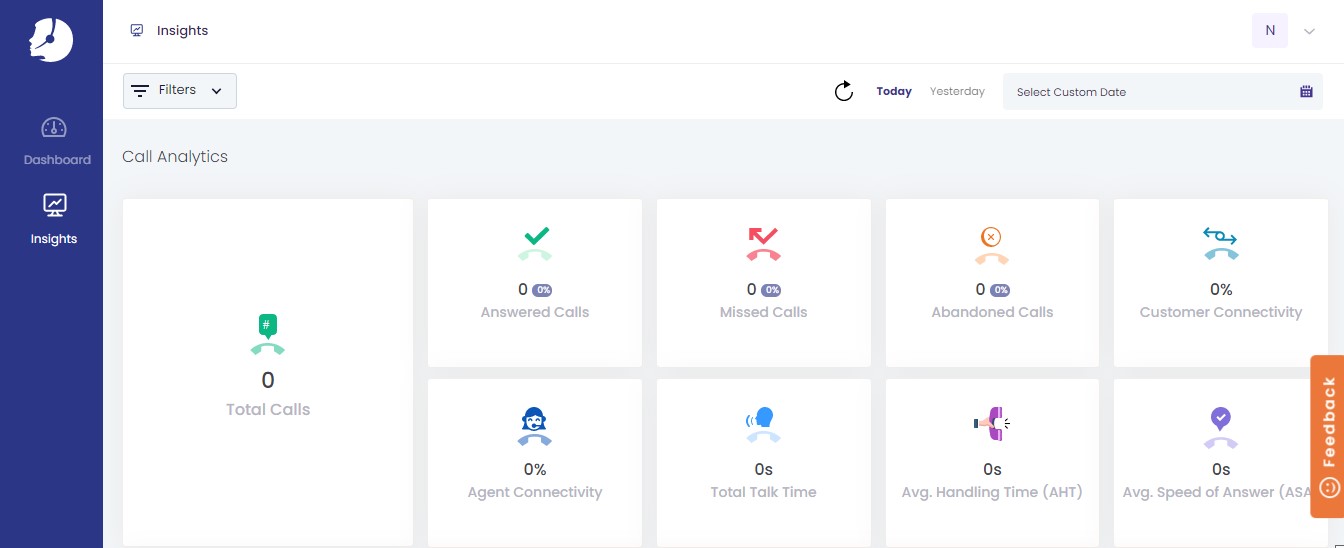 Insights
N
Filters
Today
Yesterday
Select Custom Date
Dashboard
Insights
Call Analytics
#
0
Total Calls
0 0%
Answered Calls
0 0%
Missed Calls
0 0%
Abandoned Calls
0%
Customer Connectivity
0%
Agent Connectivity
0s
Total Talk Time
0s
Avg. Handling Time (AHT)
0s
Avg. Speed of Answer (ASA
Feedback